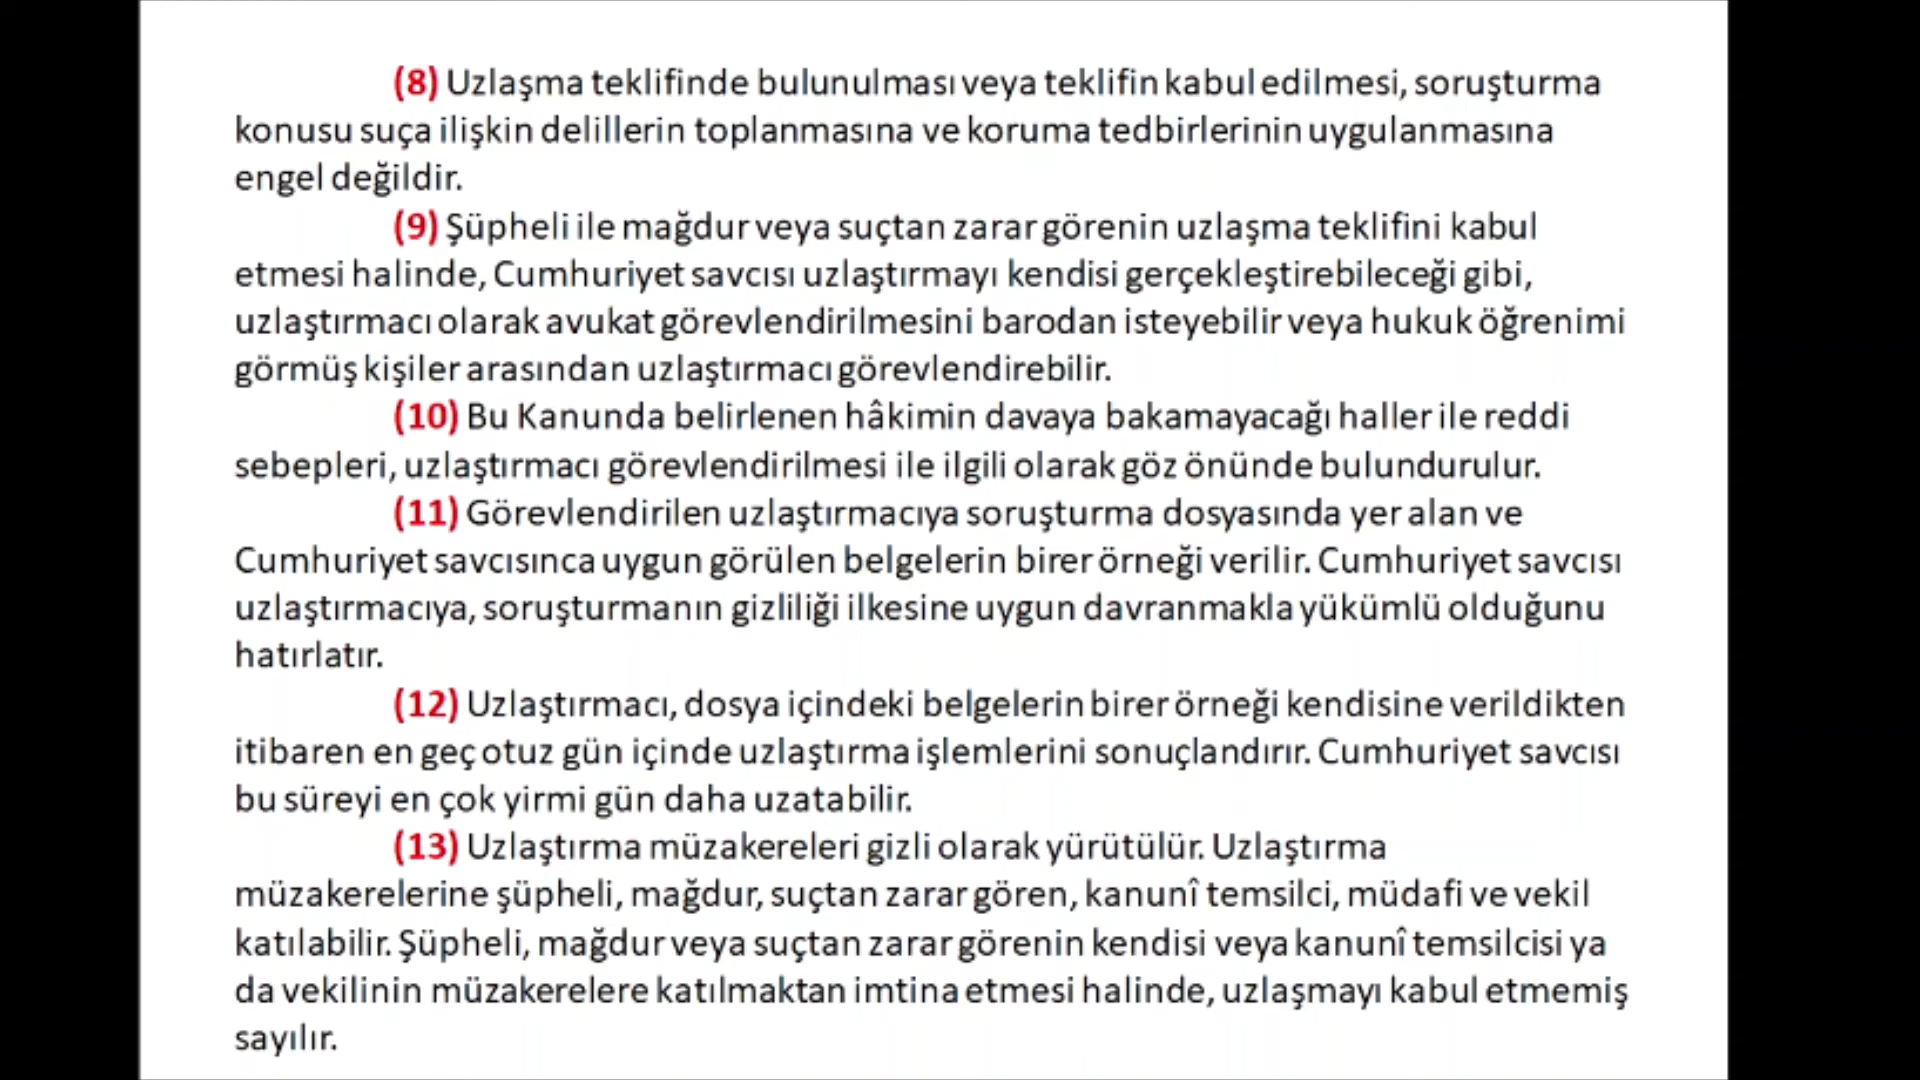 (8) Uzlaşma teklifinde bulunulması veya teklifin kabul edilmesi, soruşturma
konusu suça ilişkin delillerin toplanmasına ve koruma tedbirlerinin uygulanmasına
engel değildir.
(9) Şüpheli ile mağdur veya suçtan zarar görenin uzlaşma teklifini kabul
etmesi halinde, Cumhuriyet savcısı uzlaştırmayı kendisi gerçekleştirebileceği gibi,
uzlaştırmacı olarak avukat görevlendirilmesini barodan isteyebilir veya hukuk öğrenimi
görmüş kişiler arasından uzlaştırmacı görevlendirebilir.
(10) Bu Kanunda belirlenen hâkimin davaya bakamayacağı haller ile reddi
sebepleri, uzlaştırmacı görevlendirilmesi ile ilgili olarak göz önünde bulundurulur.
(11) Görevlendirilen uzlaştırmacıya soruşturma dosyasında yer alan ve
Cumhuriyet savcısınca uygun görülen belgelerin birer örneği verilir. Cumhuriyet savcısı
uzlaştırmacıya, soruşturmanın gizliliği ilkesine uygun davranmakla yükümlü olduğunu
hatırlatır.
(12) Uzlaştırmacı, dosya içindeki belgelerin birer örneği kendisine verildikten
itibaren en geç otuz gün içinde uzlaştırma işlemlerini sonuçlandırır. Cumhuriyet savcısı
bu süreyi en çok yirmi gün daha uzatabilir.
(13) Uzlaştırma müzakereleri gizli olarak yürütülür. Uzlaştırma
müzakerelerine şüpheli, mağdur, suçtan zarar gören, kanunî temsilci, müdafi ve vekil
katılabilir. Şüpheli, mağdur veya suçtan zarar görenin kendisi veya kanunî temsilcisi ya
da vekilinin müzakerelere katılmaktan imtina etmesi halinde, uzlaşmayı kabul etmemiş
sayılır.